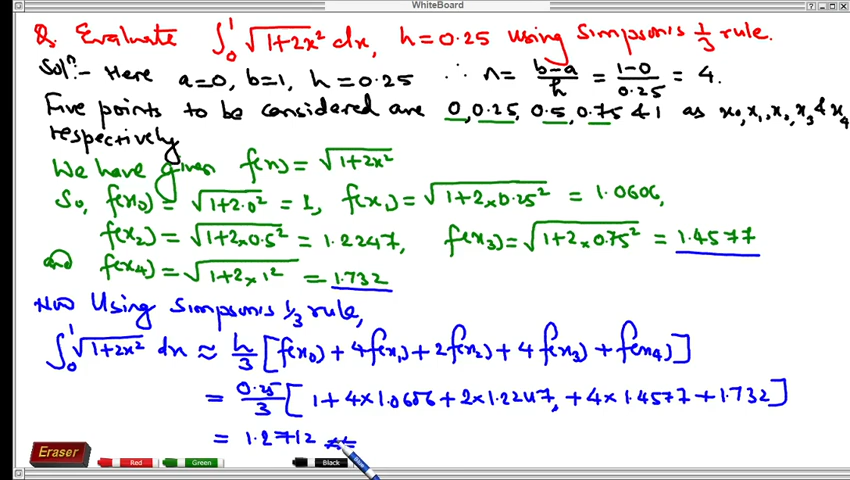 WhiteBoard
Q. Evaluate ∫₀¹ √1+2x² dx, h=0.25 using Simpson's 1/3 rule.
Solⁿ:- Here a=0, b=1, h=0.25 ∴ n= b-a/h = 1-0/0.25 = 4.
Five points to be considered are 0, 0.25, 0.5, 0.75 & 1 as x₀, x₁, x₂, x₃ & x₄
respectively
We have given f(x) = √1+2x²
So, f(x₀) = √1+2.0² = 1, f(x₁) = √1+2×0.25² = 1.0606,
f(x₂) = √1+2×0.5² = 1.2247, f(x₃) = √1+2×0.75² = 1.4577
and f(x₄) = √1+2×1² = 1.732
Now Using Simpson's 1/3 rule,
∫₀¹ √1+2x² dx ≈ h/3 [f(x₀) + 4f(x₁) + 2f(x₂) + 4f(x₃) + f(x₄)]
= 0.25/3 [1+4×1.0606+2×1.2247, +4×1.4577+1.732]
= 1.2712
Eraser Red Green Blue Black